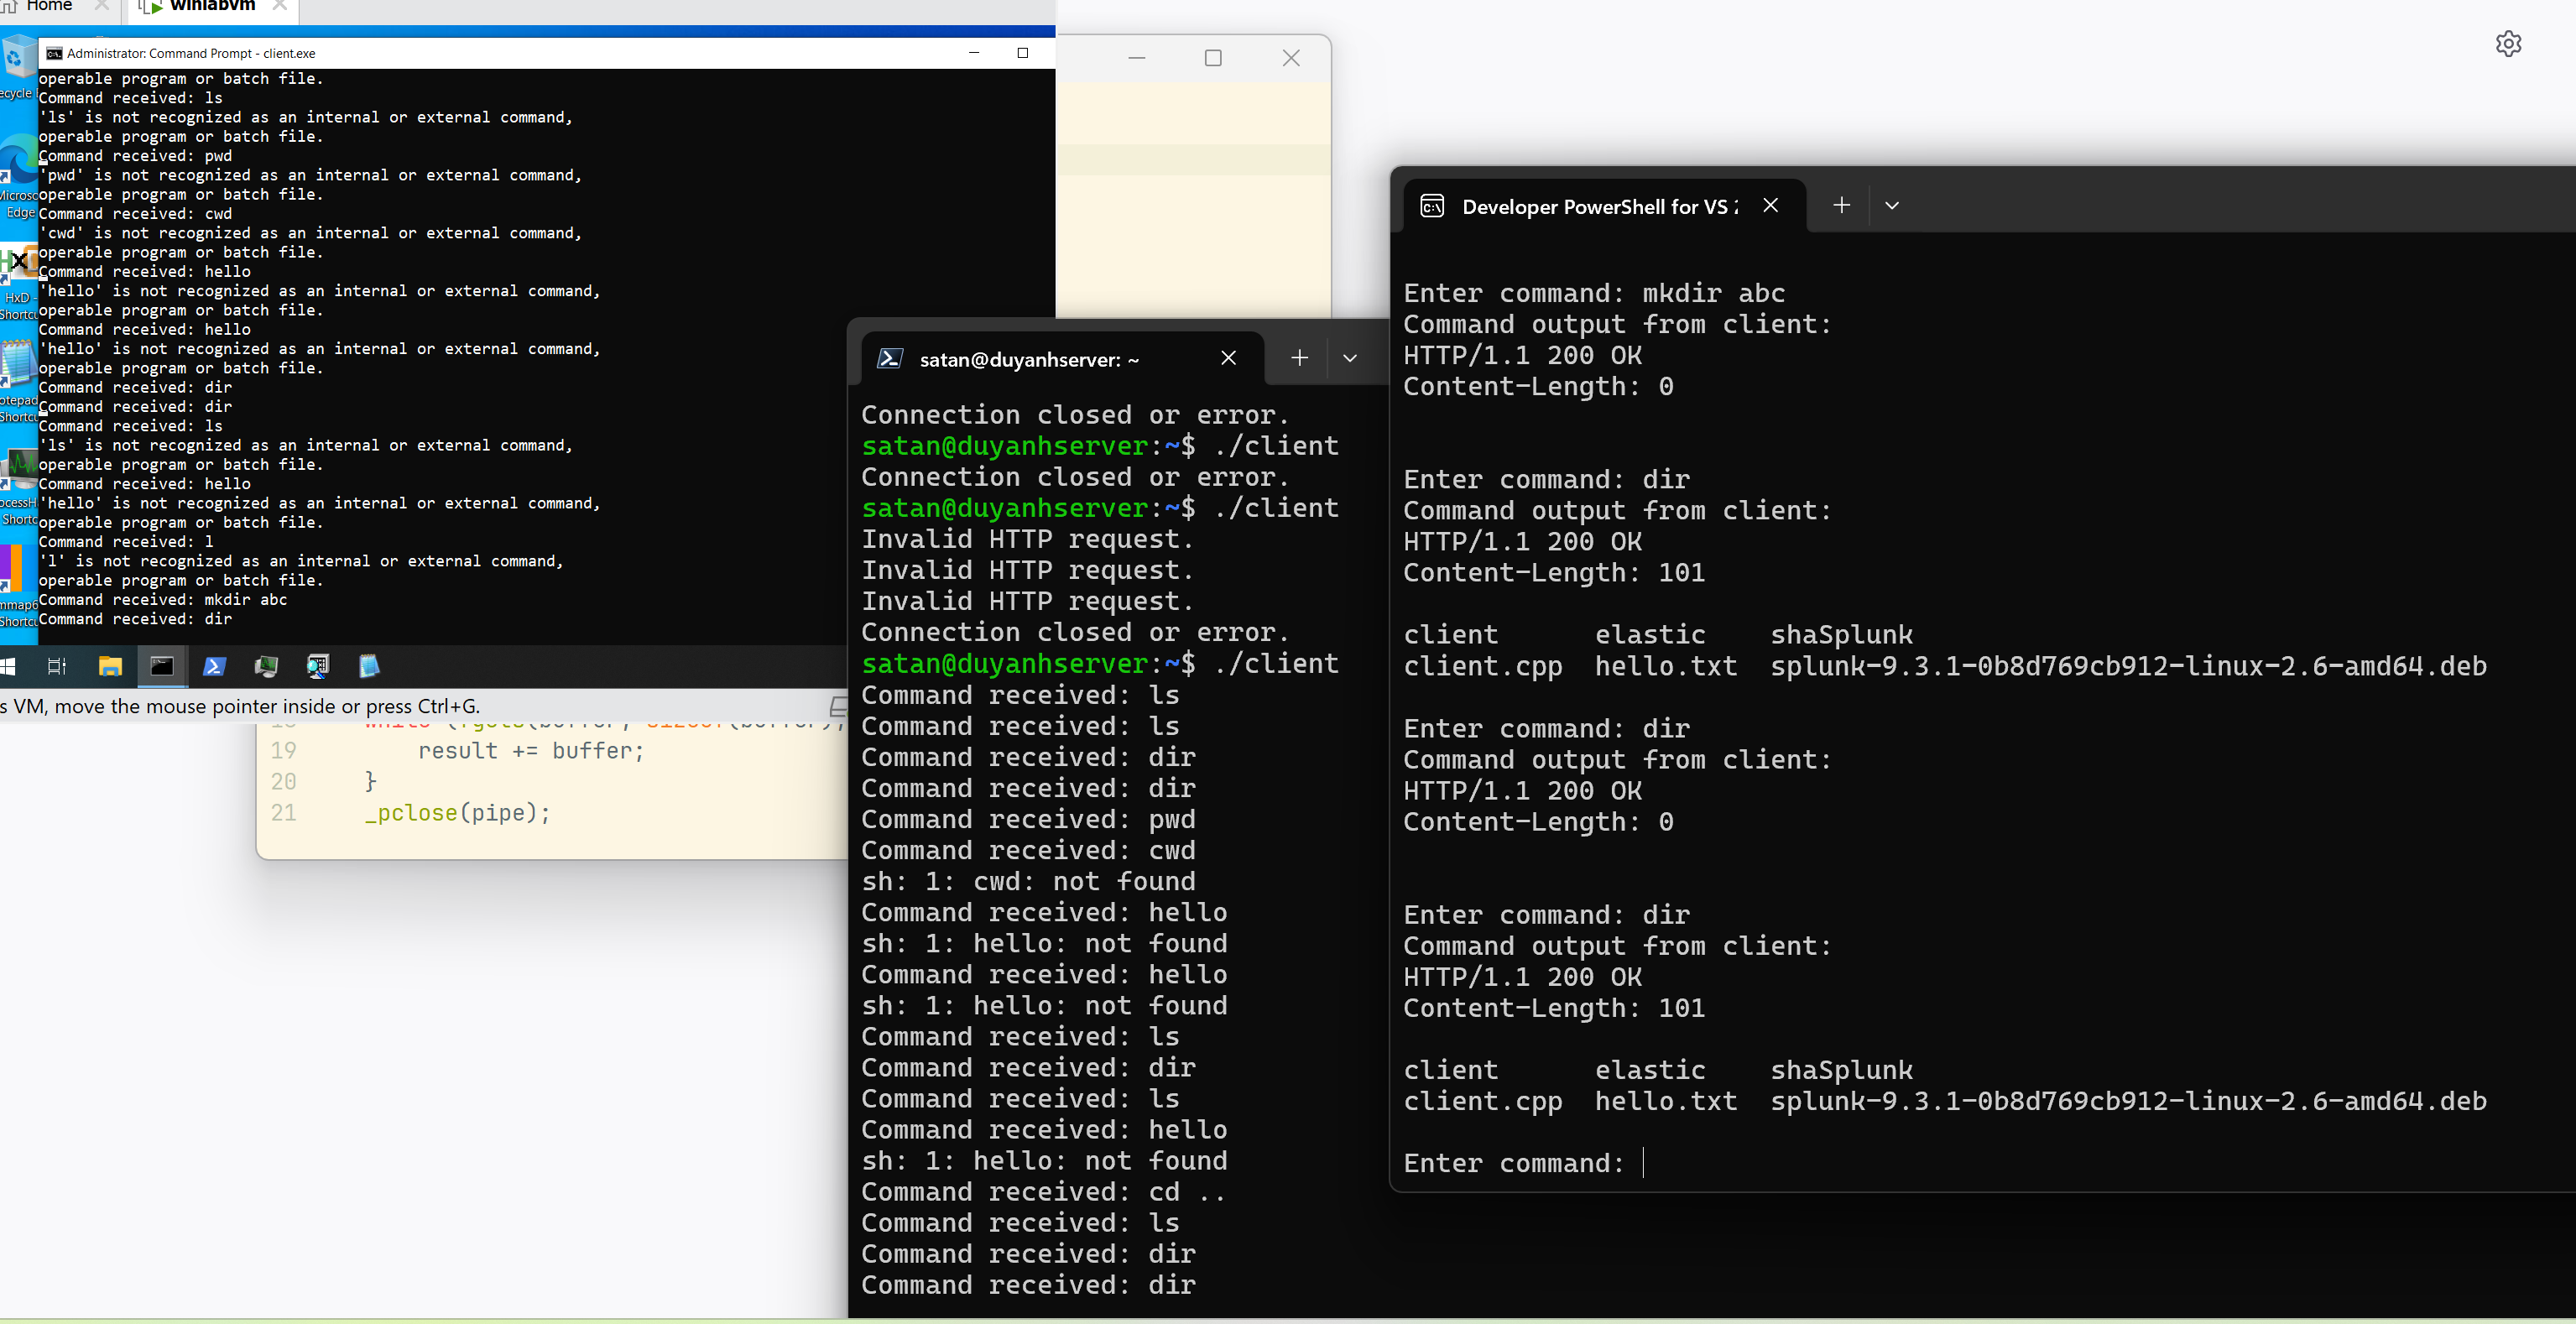 Home
winlabvm
Administrator: Command Prompt - client.exe
operable program or batch file.
Command received: ls
'ls' is not recognized as an internal or external command,
operable program or batch file.
Command received: pwd
'pwd' is not recognized as an internal or external command,
operable program or batch file.
Command received: cwd
'cwd' is not recognized as an internal or external command,
operable program or batch file.
Command received: hello
'hello' is not recognized as an internal or external command,
operable program or batch file.
Command received: hello
'hello' is not recognized as an internal or external command,
operable program or batch file.
Command received: dir
Command received: dir
Command received: ls
'ls' is not recognized as an internal or external command,
operable program or batch file.
Command received: hello
'hello' is not recognized as an internal or external command,
operable program or batch file.
Command received: l
'l' is not recognized as an internal or external command,
operable program or batch file.
Command received: mkdir abc
Command received: dir
Edge
HxD -
s VM, move the mouse pointer inside or press Ctrl+G.
19 result += buffer;
20 }
21 _pclose(pipe);
satan@duyanhserver: ~
Connection closed or error.
satan@duyanhserver:~$ ./client
Connection closed or error.
satan@duyanhserver:~$ ./client
Invalid HTTP request.
Invalid HTTP request.
Invalid HTTP request.
Connection closed or error.
satan@duyanhserver:~$ ./client
Command received: ls
Command received: ls
Command received: dir
Command received: dir
Command received: pwd
Command received: cwd
sh: 1: cwd: not found
Command received: hello
sh: 1: hello: not found
Command received: hello
sh: 1: hello: not found
Command received: ls
Command received: dir
Command received: ls
Command received: hello
sh: 1: hello: not found
Command received: cd ..
Command received: ls
Command received: dir
Command received: dir
Developer PowerShell for VS
Enter command: mkdir abc
Command output from client:
HTTP/1.1 200 OK
Content-Length: 0
Enter command: dir
Command output from client:
HTTP/1.1 200 OK
Content-Length: 101
client elastic shaSplunk
client.cpp hello.txt splunk-9.3.1-0b8d769cb912-linux-2.6-amd64.deb
Enter command: dir
Command output from client:
HTTP/1.1 200 OK
Content-Length: 0
Enter command: dir
Command output from client:
HTTP/1.1 200 OK
Content-Length: 101
client elastic shaSplunk
client.cpp hello.txt splunk-9.3.1-0b8d769cb912-linux-2.6-amd64.deb
Enter command: